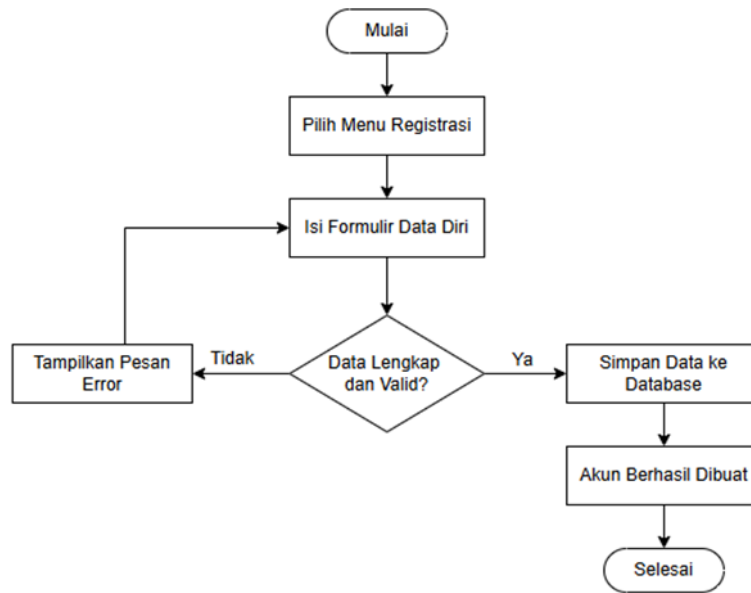 Mulai
Pilih Menu Registrasi
Isi Formulir Data Diri
Data Lengkap
dan Valid?
Tidak
Tampilkan Pesan
Error
Ya
Simpan Data ke
Database
Akun Berhasil Dibuat
Selesai